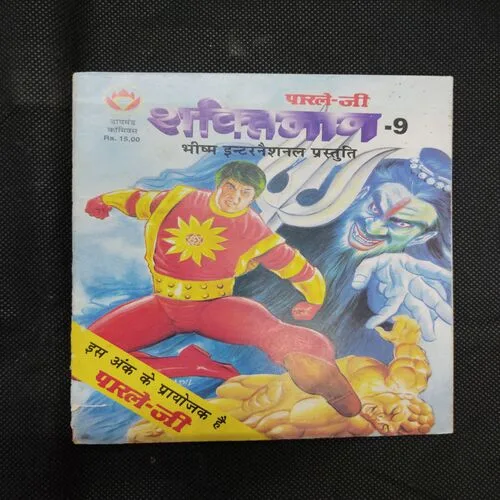 पारले-जी
शक्तिमान -9
भीष्म इन्टरनैशनल प्रस्तुति
डायमंड
कॉमिक्स
Rs. 15.00
इस अंक के प्रायोजक हैं
पारले-जी